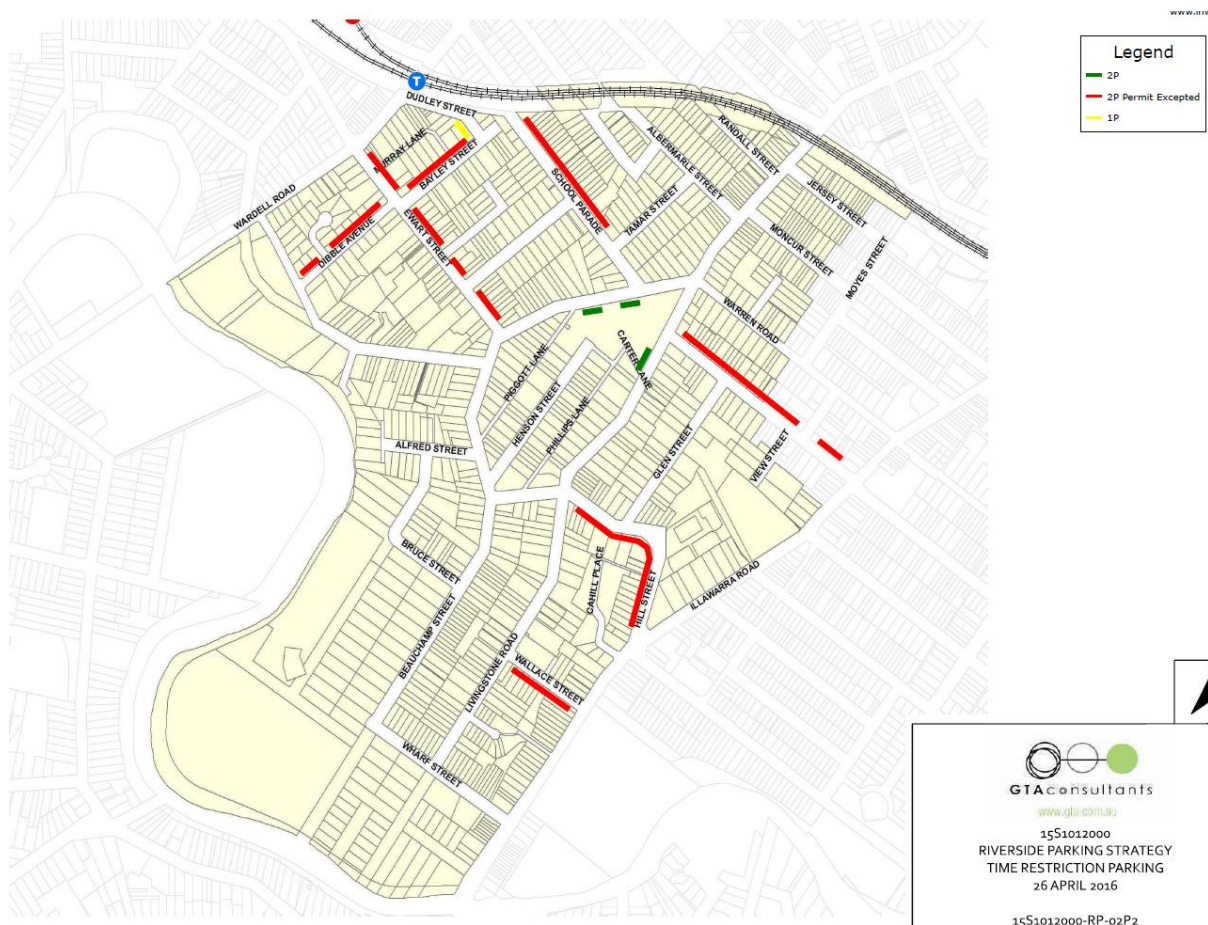 Legend
2P
2P Permit Excepted
1P
T
DUDLEY STREET
MURRAY LANE
BAYLEY STREET
WARDELL ROAD
DIBBLE AVENUE
EWART STREET
SCHOOL PARADE
TAMAR STREET
ALBERMARLE STREET
RANDALL STREET
JERSEY STREET
MONCUR STREET
MOYES STREET
WARREN ROAD
CARTER LANE
PIGGOTT LANE
HENSON STREET
PHILLIPS LANE
ALFRED STREET
GLEN STREET
VIEW STREET
BRUCE STREET
CAHILL PLACE
HILL STREET
ILLAWARRA ROAD
BEAUCHAMP STREET
LIVINGSTONE ROAD
WALLACE STREET
WHARF STREET
GTAconsultants
www.gta.com.au
15S1012000
RIVERSIDE PARKING STRATEGY
TIME RESTRICTION PARKING
26 APRIL 2016
15S1012000-RP-02P2